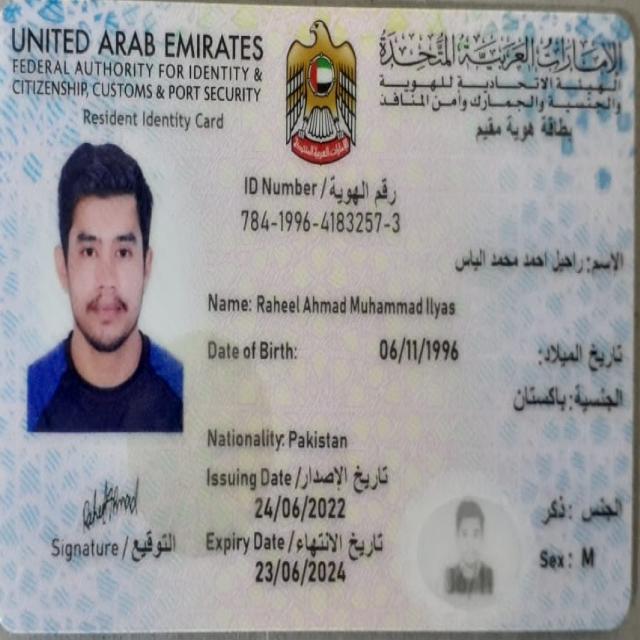 UNITED ARAB EMIRATES
FEDERAL AUTHORITY FOR IDENTITY &
CITIZENSHIP, CUSTOMS & PORT SECURITY
Resident Identity Card
الإمارات العربية المتحدة
الهيئة الاتحادية للهوية
والجنسية والجمارك وأمن المنافذ
بطاقة هوية مقيم
ID Number / رقم الهوية
784-1996-4183257-3
الاسم: راحيل احمد محمد الياس
Name: Raheel Ahmad Muhammad Ilyas
Date of Birth: 06/11/1996 تاريخ الميلاد:
الجنسية: باكستان
Nationality: Pakistan
Issuing Date / تاريخ الإصدار
24/06/2022
الجنس: ذكر
Expiry Date / تاريخ الانتهاء
23/06/2024
Sex: M
Signature / التوقيع